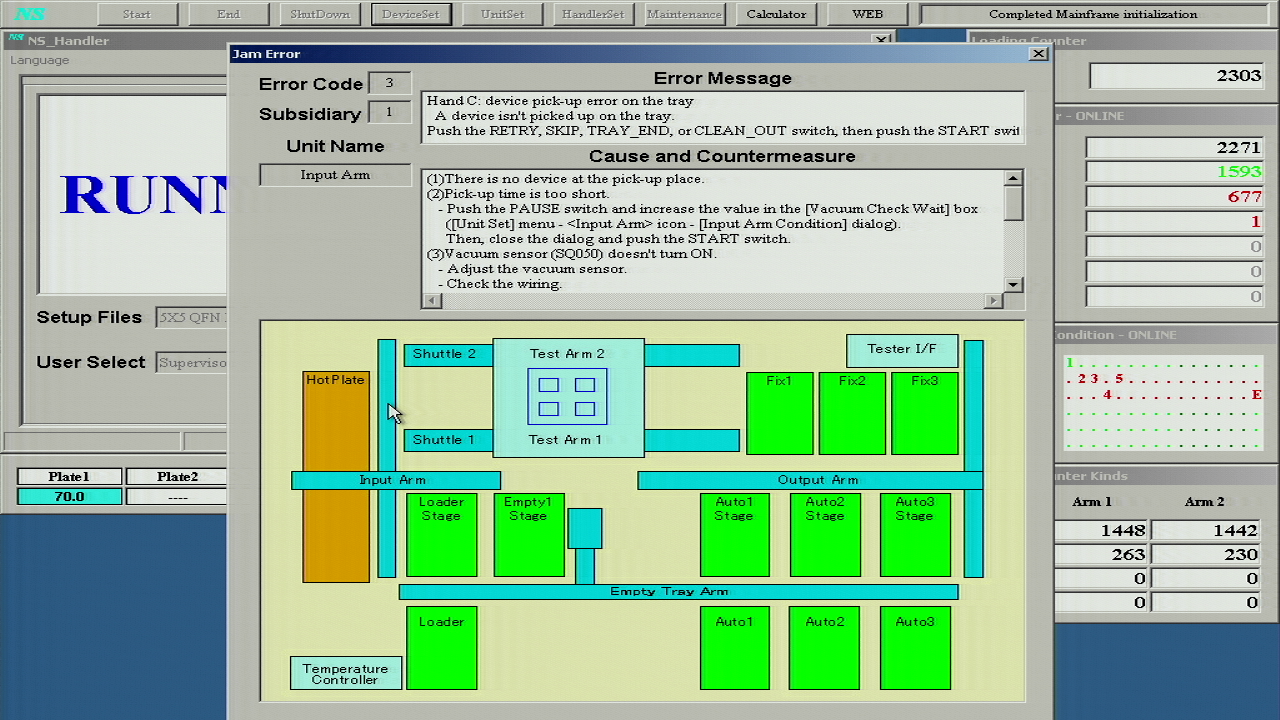 NS
Start
End
ShutDown
DeviceSet
UnitSet
HandlerSet
Maintenance
Calculator
WEB
Completed Mainframe initialization
NS NS_Handler
Language
RUNN
Setup Files
5X5 QFN
User Select
Superviso
Plate1
Plate2
70.0
----
Jam Error
Error Code
3
Subsidiary
1
Unit Name
Input Arm
Error Message
Hand C: device pick-up error on the tray
A device isn't picked up on the tray.
Push the RETRY, SKIP, TRAY_END, or CLEAN_OUT switch, then push the START swit
Cause and Countermeasure
(1)There is no device at the pick-up place.
(2)Pick-up time is too short.
- Push the PAUSE switch and increase the value in the [Vacuum Check Wait] box
([Unit Set] menu - <Input Arm> icon - [Input Arm Condition] dialog).
Then, close the dialog and push the START switch.
(3)Vacuum sensor (SQ050) doesn't turn ON.
- Adjust the vacuum sensor.
- Check the wiring.
Shuttle 2
Test Arm 2
Tester I/F
HotPlate
Fix1
Fix2
Fix3
Shuttle 1
Test Arm 1
Input Arm
Output Arm
Loader Stage
Empty1 Stage
Auto1 Stage
Auto2 Stage
Auto3 Stage
Empty Tray Arm
Loader
Auto1
Auto2
Auto3
Temperature Controller
Loading Counter
2303
r - ONLINE
2271
1593
677
1
0
0
0
ondition - ONLINE
1 . . . . . . . . . . . . . . .
. 2 3 . 5 . . . . . . . . . . .
. . . 4 . . . . . . . . . . . E
nter Kinds
Arm 1
Arm 2
1448
1442
263
230
0
0
0
0